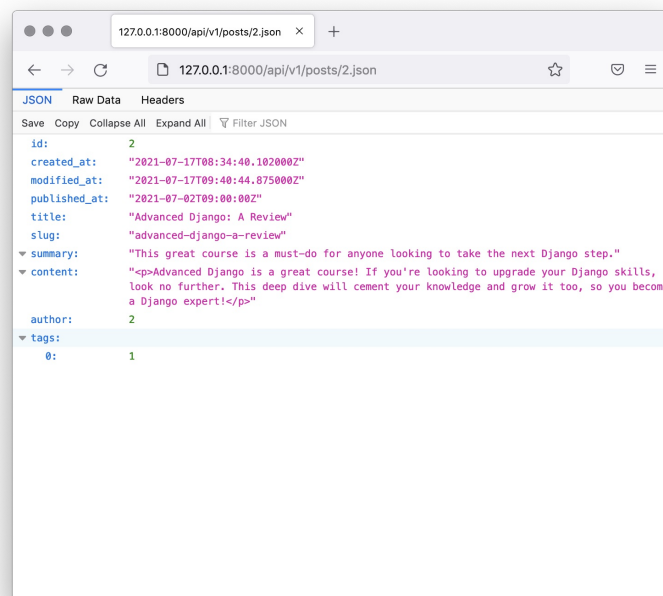 127.0.0.1:8000/api/v1/posts/2.json
127.0.0.1:8000/api/v1/posts/2.json
JSON Raw Data Headers
Save Copy Collapse All Expand All Filter JSON
id: 2
created_at: "2021-07-17T08:34:40.102000Z"
modified_at: "2021-07-17T09:40:44.875000Z"
published_at: "2021-07-02T09:00:00Z"
title: "Advanced Django: A Review"
slug: "advanced-django-a-review"
summary: "This great course is a must-do for anyone looking to take the next Django step."
content: "<p>Advanced Django is a great course! If you're looking to upgrade your Django skills,
look no further. This deep dive will cement your knowledge and grow it too, so you becom
a Django expert!</p>"
author: 2
tags:
0: 1